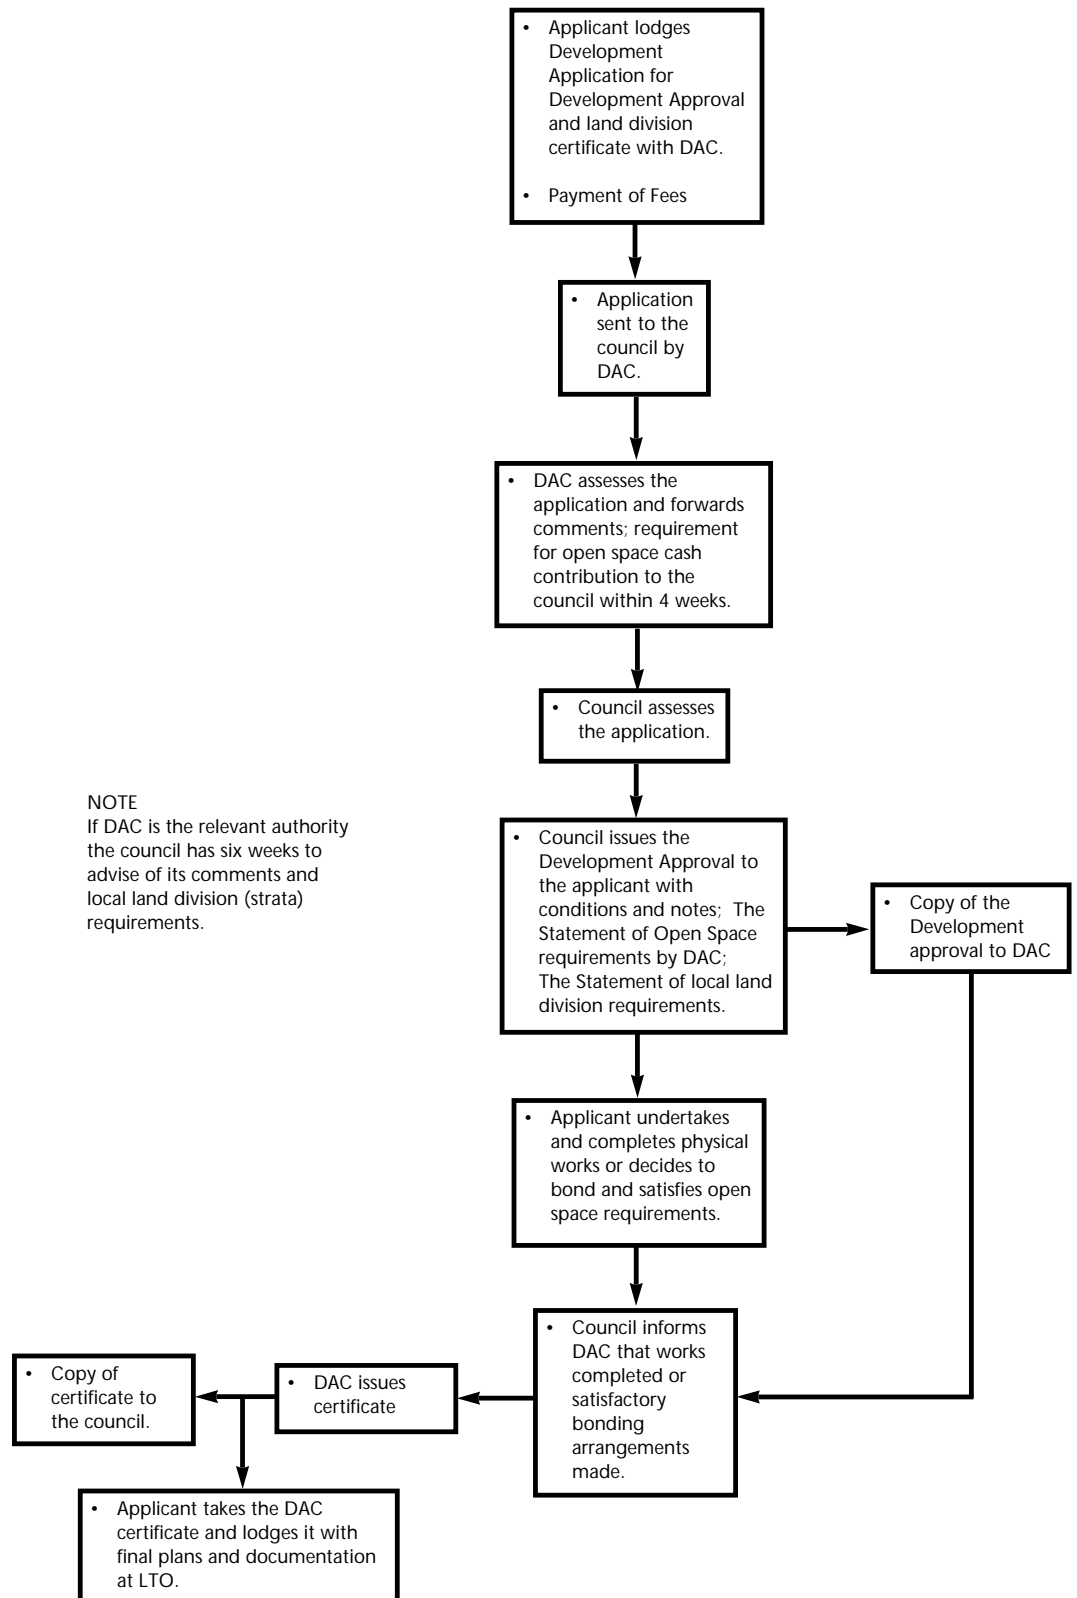 • Applicant lodges
Development
Application for
Development Approval
and land division
certificate with DAC.
• Payment of Fees
• Application
sent to the
council by
DAC.
• DAC assesses the
application and forwards
comments; requirement
for open space cash
contribution to the
council within 4 weeks.
• Council assesses
the application.
NOTE
If DAC is the relevant authority
the council has six weeks to
advise of its comments and
local land division (strata)
requirements.
• Council issues the
Development Approval to
the applicant with
conditions and notes; The
Statement of Open Space
requirements by DAC;
The Statement of local land
division requirements.
• Copy of the
Development
approval to DAC
• Applicant undertakes
and completes physical
works or decides to
bond and satisfies open
space requirements.
• Council informs
DAC that works
completed or
satisfactory
bonding
arrangements
made.
• DAC issues
certificate
• Copy of
certificate to
the council.
• Applicant takes the DAC
certificate and lodges it with
final plans and documentation
at LTO.